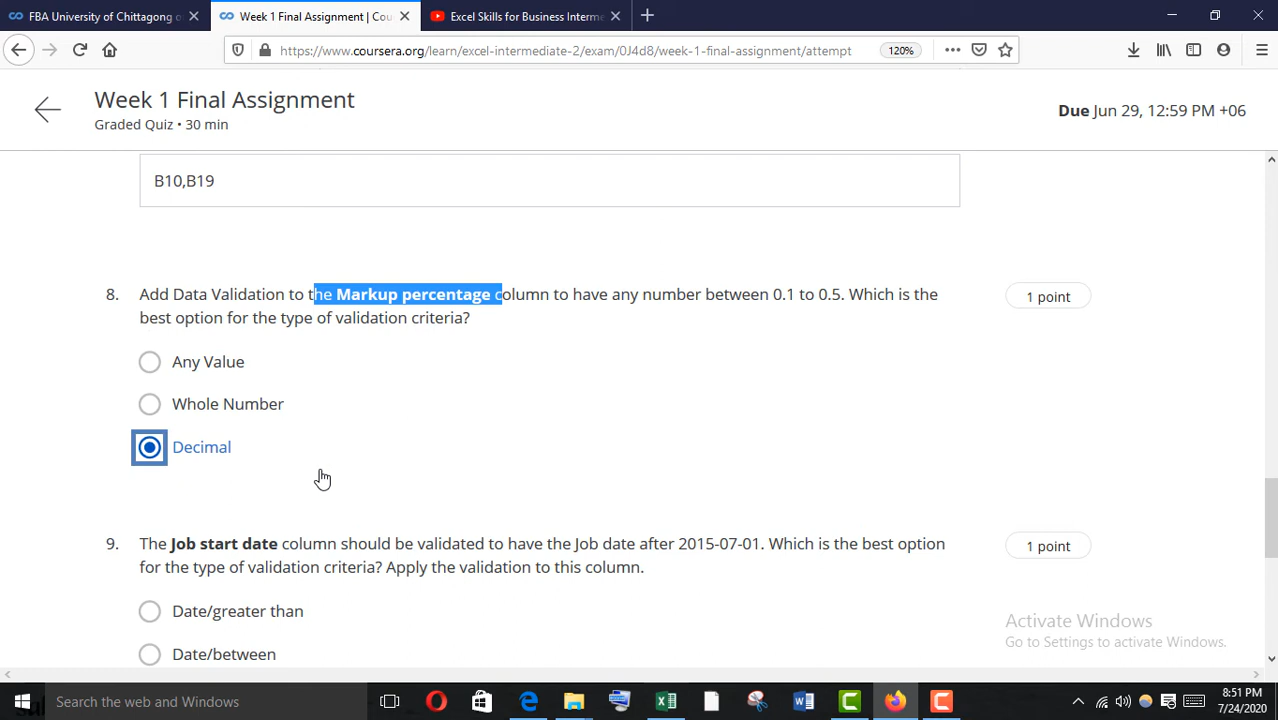 FBA University of Chittagong o
Week 1 Final Assignment | Cou
Excel Skills for Business Interme
https://www.coursera.org/learn/excel-intermediate-2/exam/0J4d8/week-1-final-assignment/attempt
120%
Week 1 Final Assignment
Graded Quiz • 30 min
Due Jun 29, 12:59 PM +06
B10,B19
8. Add Data Validation to the Markup percentage column to have any number between 0.1 to 0.5. Which is the
best option for the type of validation criteria?
1 point
Any Value
Whole Number
Decimal
9. The Job start date column should be validated to have the Job date after 2015-07-01. Which is the best option
for the type of validation criteria? Apply the validation to this column.
1 point
Date/greater than
Date/between
Activate Windows
Go to Settings to activate Windows.
Search the web and Windows
8:51 PM
7/24/2020